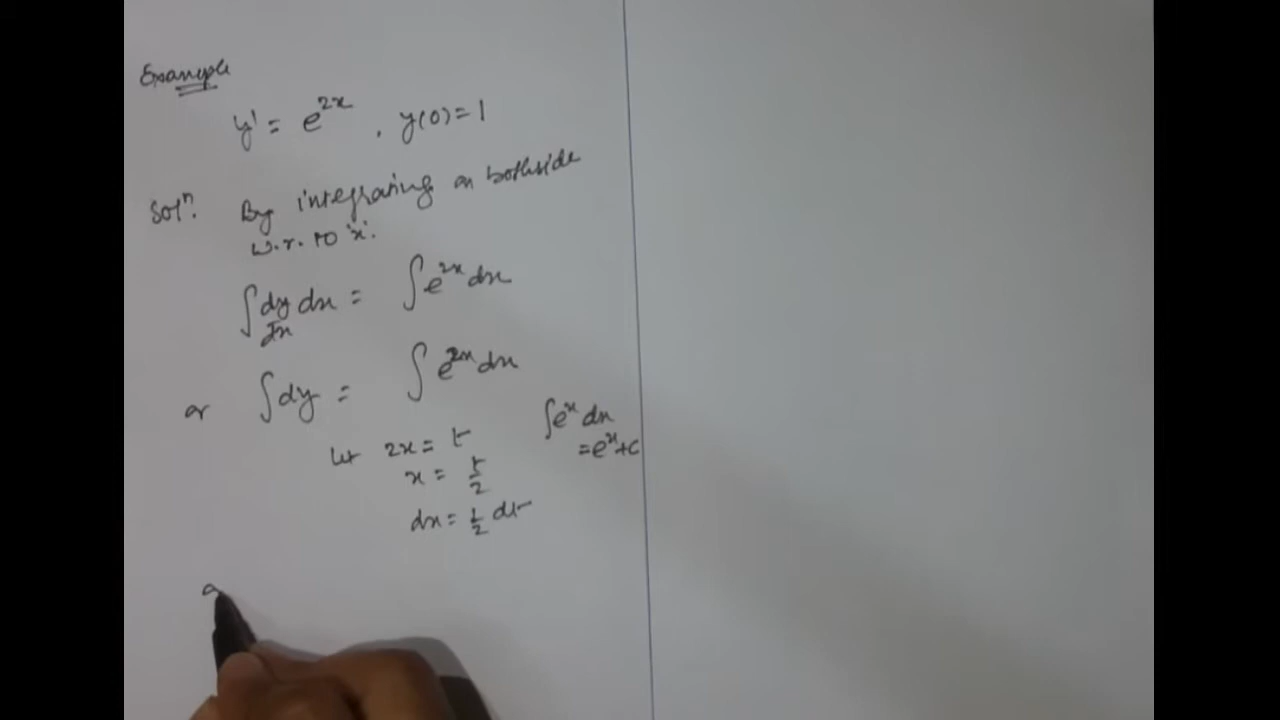 Example
y' = e^{2x} , y(0) = 1
Solⁿ. By integrating on bothside
w.r. to 'x'.
∫ dy/dx dx = ∫ e^{2x} dx
or ∫ dy = ∫ e^{2x} dx
let 2x = t
x = t/2
dx = 1/2 dt
∫ e^x dx
= e^x + c